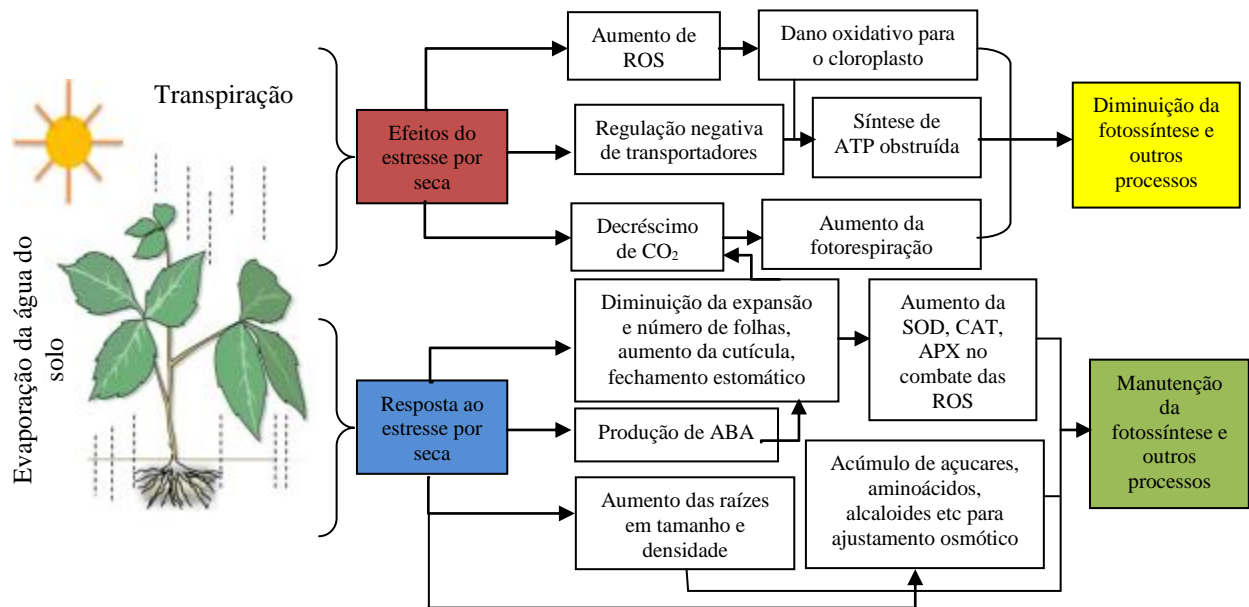 Transpiração
Evaporação da água do
solo
Efeitos do
estresse por
seca
Aumento de
ROS
Dano oxidativo para
o cloroplasto
Regulação negativa
de transportadores
Síntese de
ATP obstruída
Decréscimo
de CO₂
Aumento da
fotorespiração
Diminuição da
fotossíntese e
outros
processos
Resposta ao
estresse por
seca
Diminuição da expansão
e número de folhas,
aumento da cutícula,
fechamento estomático
Aumento da
SOD, CAT,
APX no
combate das
ROS
Produção de ABA
Aumento das raízes
em tamanho e
densidade
Acúmulo de açucares,
aminoácidos,
alcaloides etc para
ajustamento osmótico
Manutenção
da
fotossíntese e
outros
processos